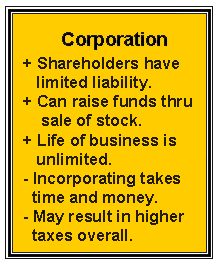 Corporation
+ Shareholders have
limited liability.
+ Can raise funds thru
sale of stock.
+ Life of business is
unlimited.
- Incorporating takes
time and money.
- May result in higher
taxes overall.